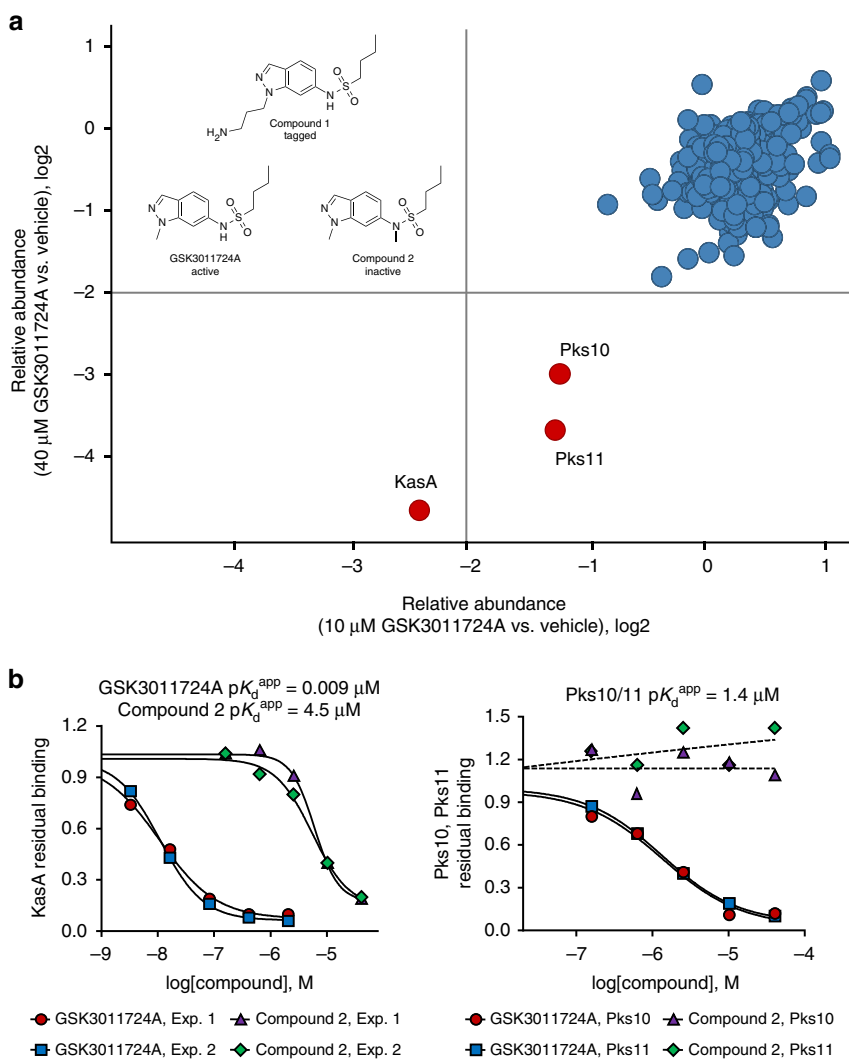 a
1
0
–1
–2
–3
–4
Relative abundance
(40 μM GSK3011724A vs. vehicle), log2
N
N
N
H
S
O
O
H2N
Compound 1
tagged
N
N
N
H
S
O
O
GSK3011724A
active
N
N
N
S
O
O
Compound 2
inactive
Pks10
Pks11
KasA
–4 –3 –2 –1 0 1
Relative abundance
(10 μM GSK3011724A vs. vehicle), log2
b
GSK3011724A pKd^app = 0.009 μM
Compound 2 pKd^app = 4.5 μM
1.2
0.9
0.6
0.3
0.0
KasA residual binding
–9 –8 –7 –6 –5
log[compound], M
GSK3011724A, Exp. 1 Compound 2, Exp. 1
GSK3011724A, Exp. 2 Compound 2, Exp. 2
Pks10/11 pKd^app = 1.4 μM
1.5
1.2
0.9
0.6
0.3
0.0
Pks10, Pks11
residual binding
–7 –6 –5 –4
log[compound], M
GSK3011724A, Pks10 Compound 2, Pks10
GSK3011724A, Pks11 Compound 2, Pks11